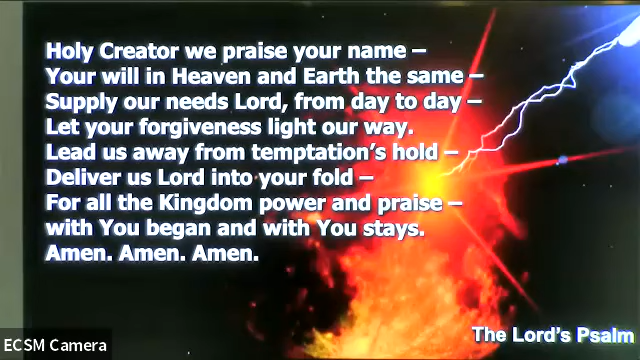 Holy Creator we praise your name –
Your will in Heaven and Earth the same –
Supply our needs Lord, from day to day –
Let your forgiveness light our way.
Lead us away from temptation's hold –
Deliver us Lord into your fold –
For all the Kingdom power and praise –
with You began and with You stays.
Amen. Amen. Amen.
The Lord's Psalm
ECSM Camera